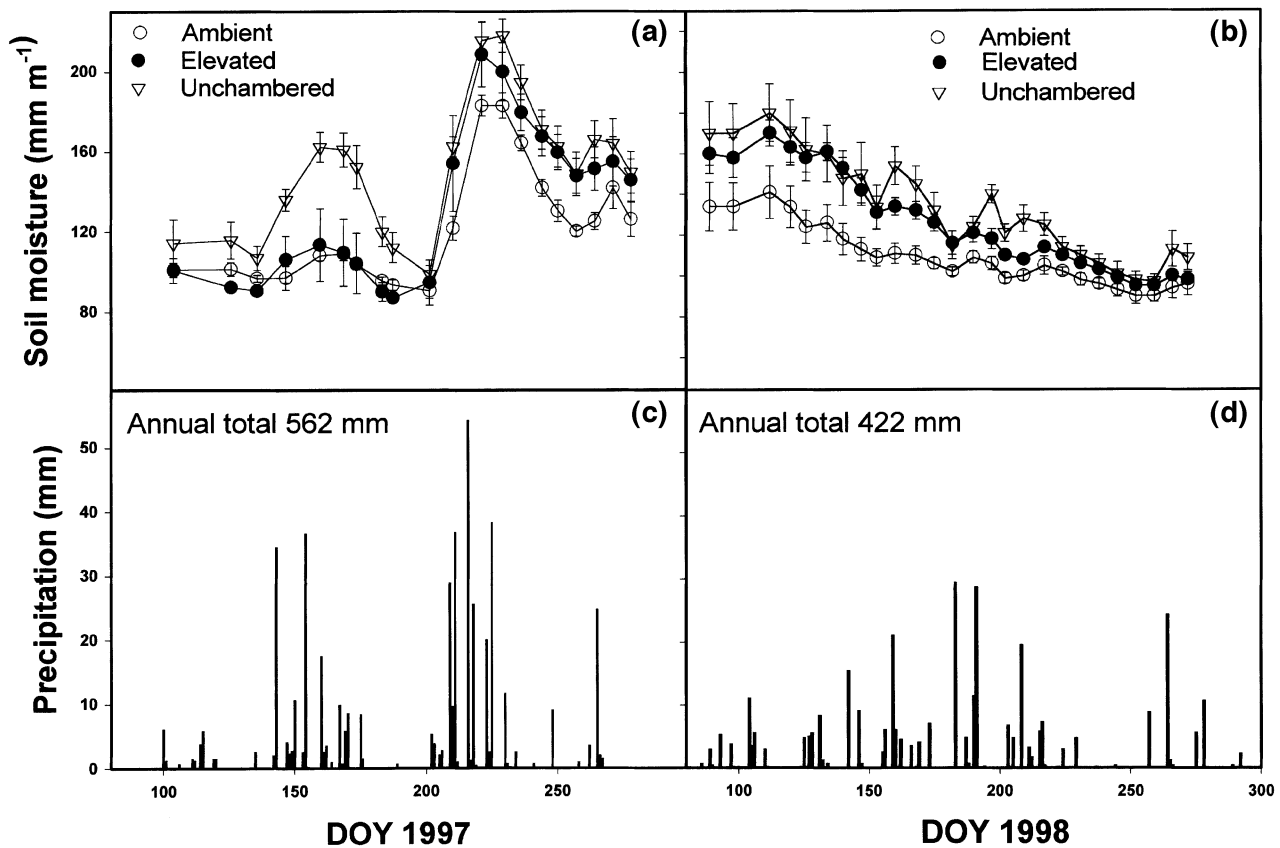 (a)
Ambient
Elevated
Unchambered
(b)
Ambient
Elevated
Unchambered
Soil moisture (mm m-1)
200
160
120
80
(c)
Annual total 562 mm
(d)
Annual total 422 mm
Precipitation (mm)
50
40
30
20
10
0
100 150 200 250
100 150 200 250 300
DOY 1997
DOY 1998